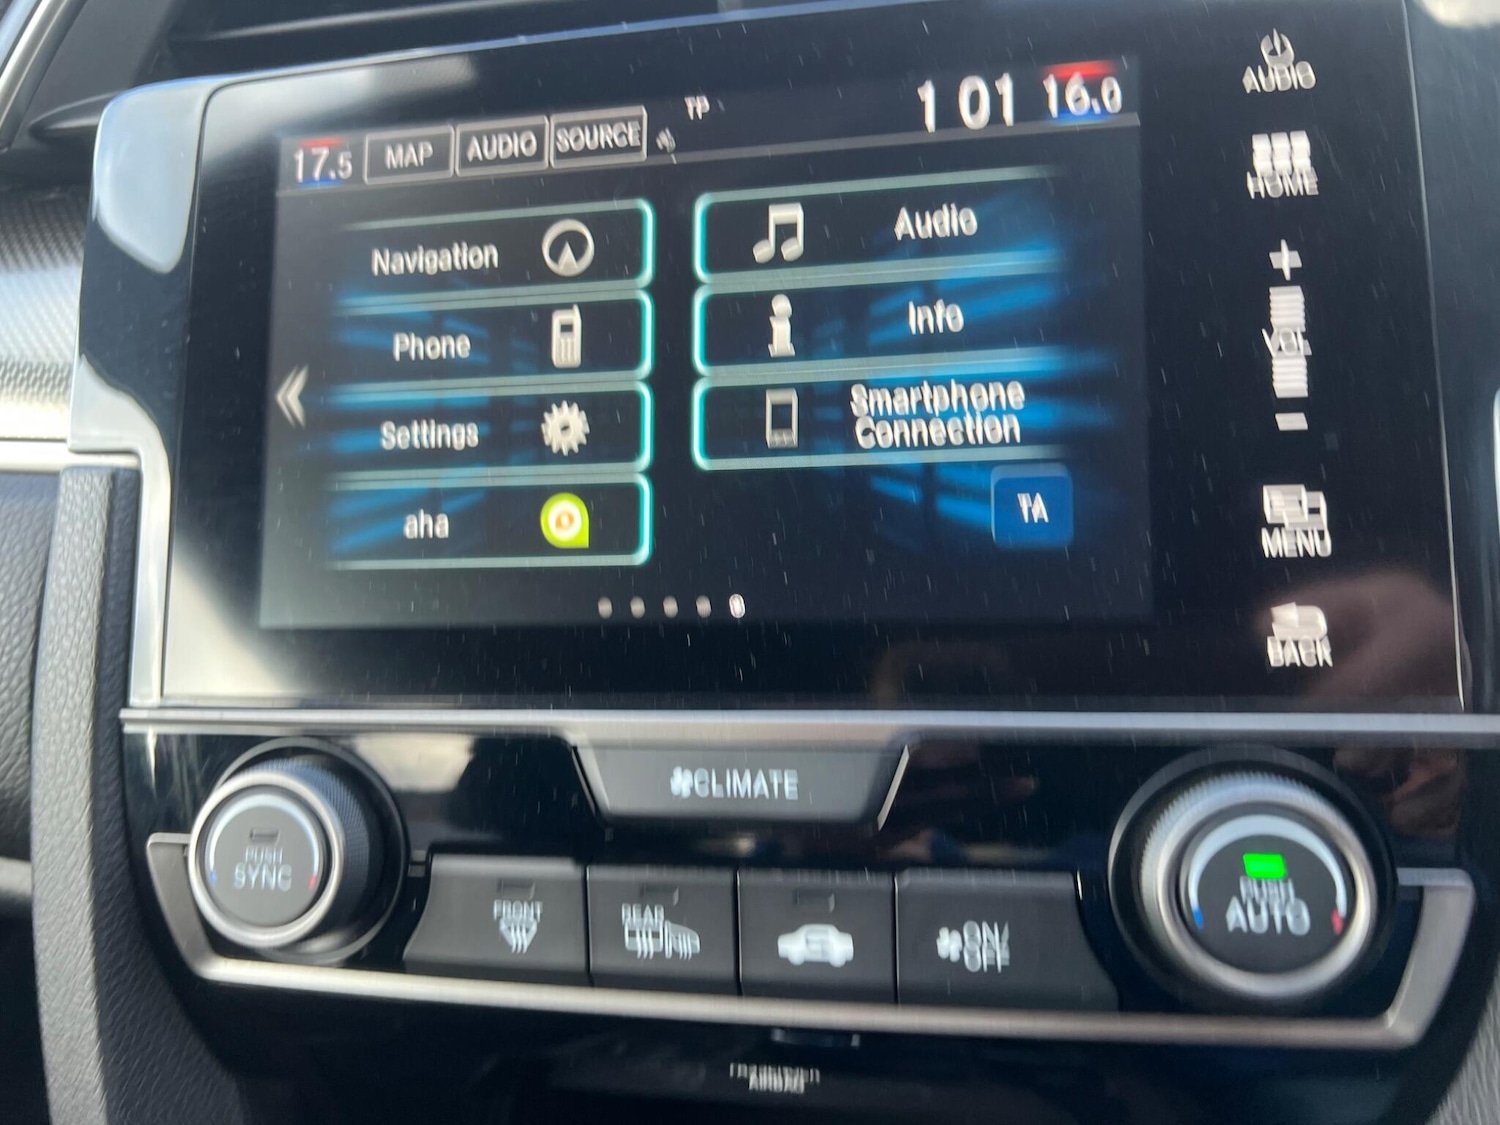 17.5 MAP AUDIO SOURCE TP 1 01 16.0
Navigation
Phone
Settings
aha
Audio
Info
Smartphone
Connection
TA
AUDIO
HOME
+
VOL
-
MENU
BACK
CLIMATE
PUSH
SYNC
FRONT
REAR
ON/
OFF
PUSH
AUTO
AIRBAG